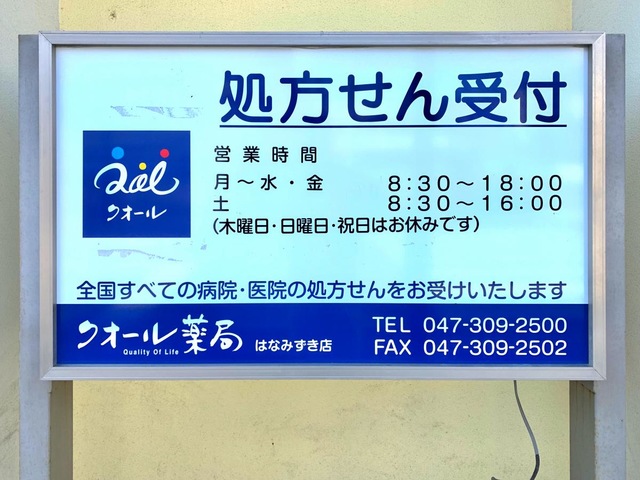 処方せん受付
営業時間
月～水・金 8:30～18:00
土 8:30～16:00
(木曜日・日曜日・祝日はお休みです)
Qol
クオール
全国すべての病院・医院の処方せんをお受けいたします
クオール薬局 はなみずき店
Quality Of Life
TEL 047-309-2500
FAX 047-309-2502